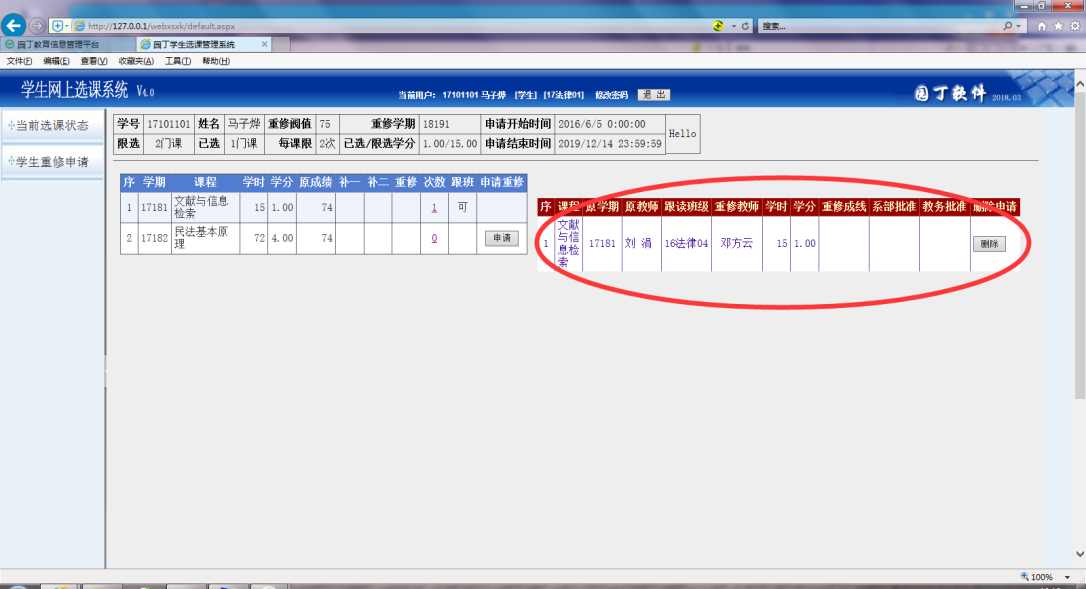 http://127.0.0.1/webxsxk/default.aspx
搜索...
园丁教育信息管理平台
园丁学生选课管理系统
文件(F) 编辑(E) 查看(V) 收藏夹(A) 工具(T) 帮助(H)
学生网上选课系统 V4.0
当前用户: 17101101 马子烨 [学生] [17法律01] 修改密码 退 出
园丁软件 2018.03
当前选课状态
学生重修申请
学号 17101101 姓名 马子烨 重修阀值 75 重修学期 18191 申请开始时间 2016/6/5 0:00:00 Hello
限选 2门课 已选 1门课 每课限 2次 已选/限选学分 1.00/15.00 申请结束时间 2019/12/14 23:59:59
序 学期 课程 学时 学分 原成绩 补一 补二 重修 次数 跟班 申请重修
1 17181 文献与信息检索 15 1.00 74 1 可
2 17182 民法基本原理 72 4.00 74 0 申请
序 课程 原学期 原教师 跟读班级 重修教师 学时 学分 重修成线 系部批准 教务批准 删除申请
1 文献与信息检索 17181 刘 涓 16法律04 邓方云 15 1.00 删除
100%